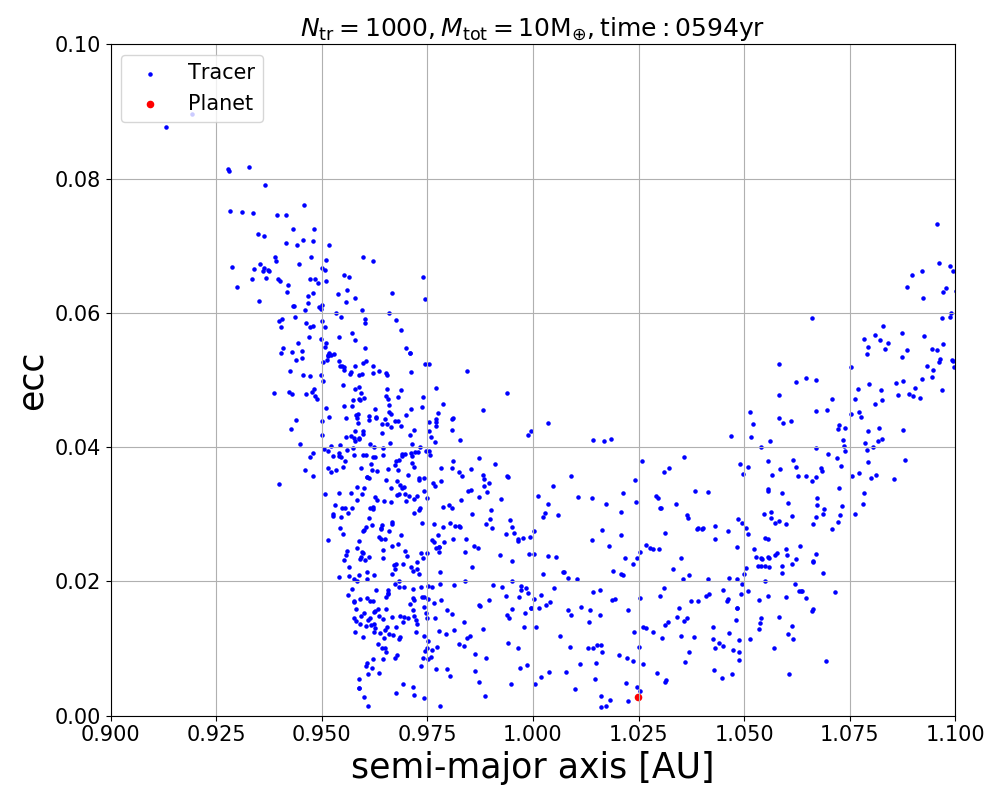 N_tr = 1000, M_tot = 10M_⊕, time : 0594yr
0.10
Tracer
Planet
0.08
0.06
ecc
0.04
0.02
0.00
0.900 0.925 0.950 0.975 1.000 1.025 1.050 1.075 1.100
semi-major axis [AU]